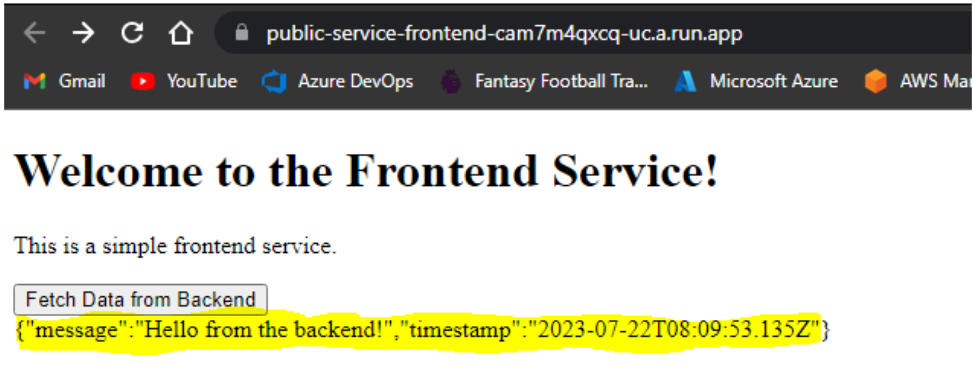 public-service-frontend-cam7m4qxcq-uc.a.run.app
Gmail YouTube Azure DevOps Fantasy Football Tra... Microsoft Azure AWS Mar
Welcome to the Frontend Service!
This is a simple frontend service.
Fetch Data from Backend
{"message":"Hello from the backend!","timestamp":"2023-07-22T08:09:53.135Z"}